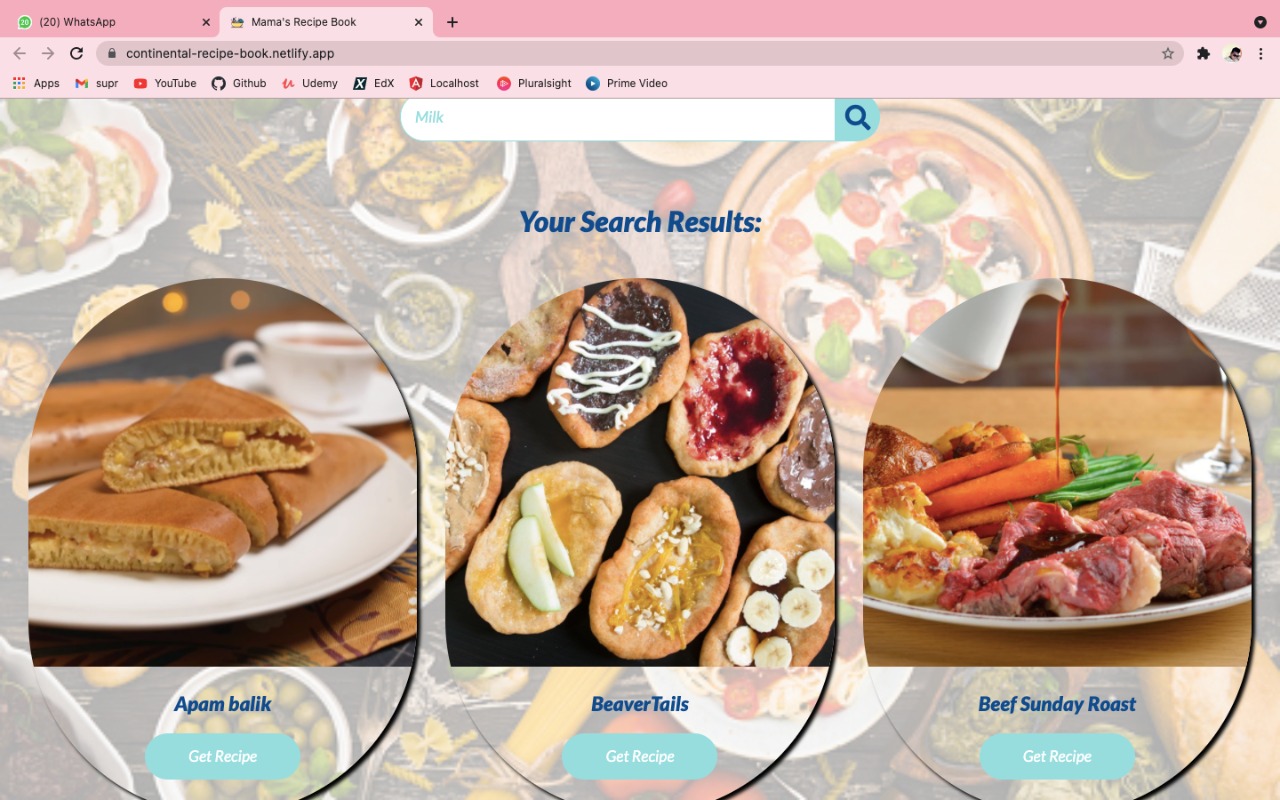 20
(20) WhatsApp
Mama's Recipe Book
continental-recipe-book.netlify.app
Apps
supr
YouTube
Github
Udemy
EdX
Localhost
Pluralsight
Prime Video
Milk
Your Search Results:
Apam balik
BeaverTails
Beef Sunday Roast
Get Recipe
Get Recipe
Get Recipe